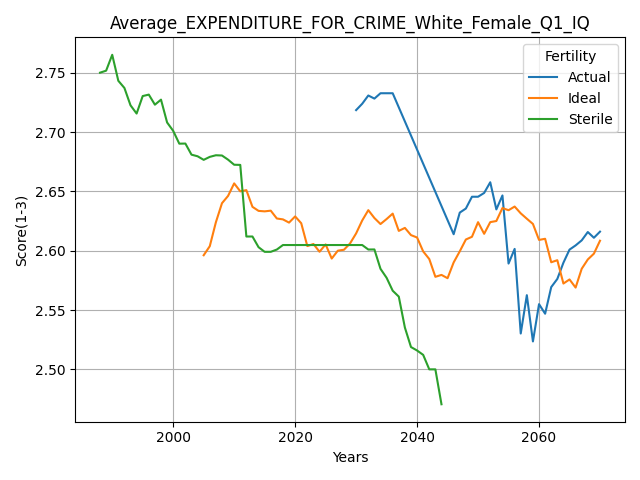 Average_EXPENDITURE_FOR_CRIME_White_Female_Q1_IQ
Fertility
Actual
Ideal
Sterile
Score(1-3)
2.75
2.70
2.65
2.60
2.55
2.50
2000 2020 2040 2060
Years